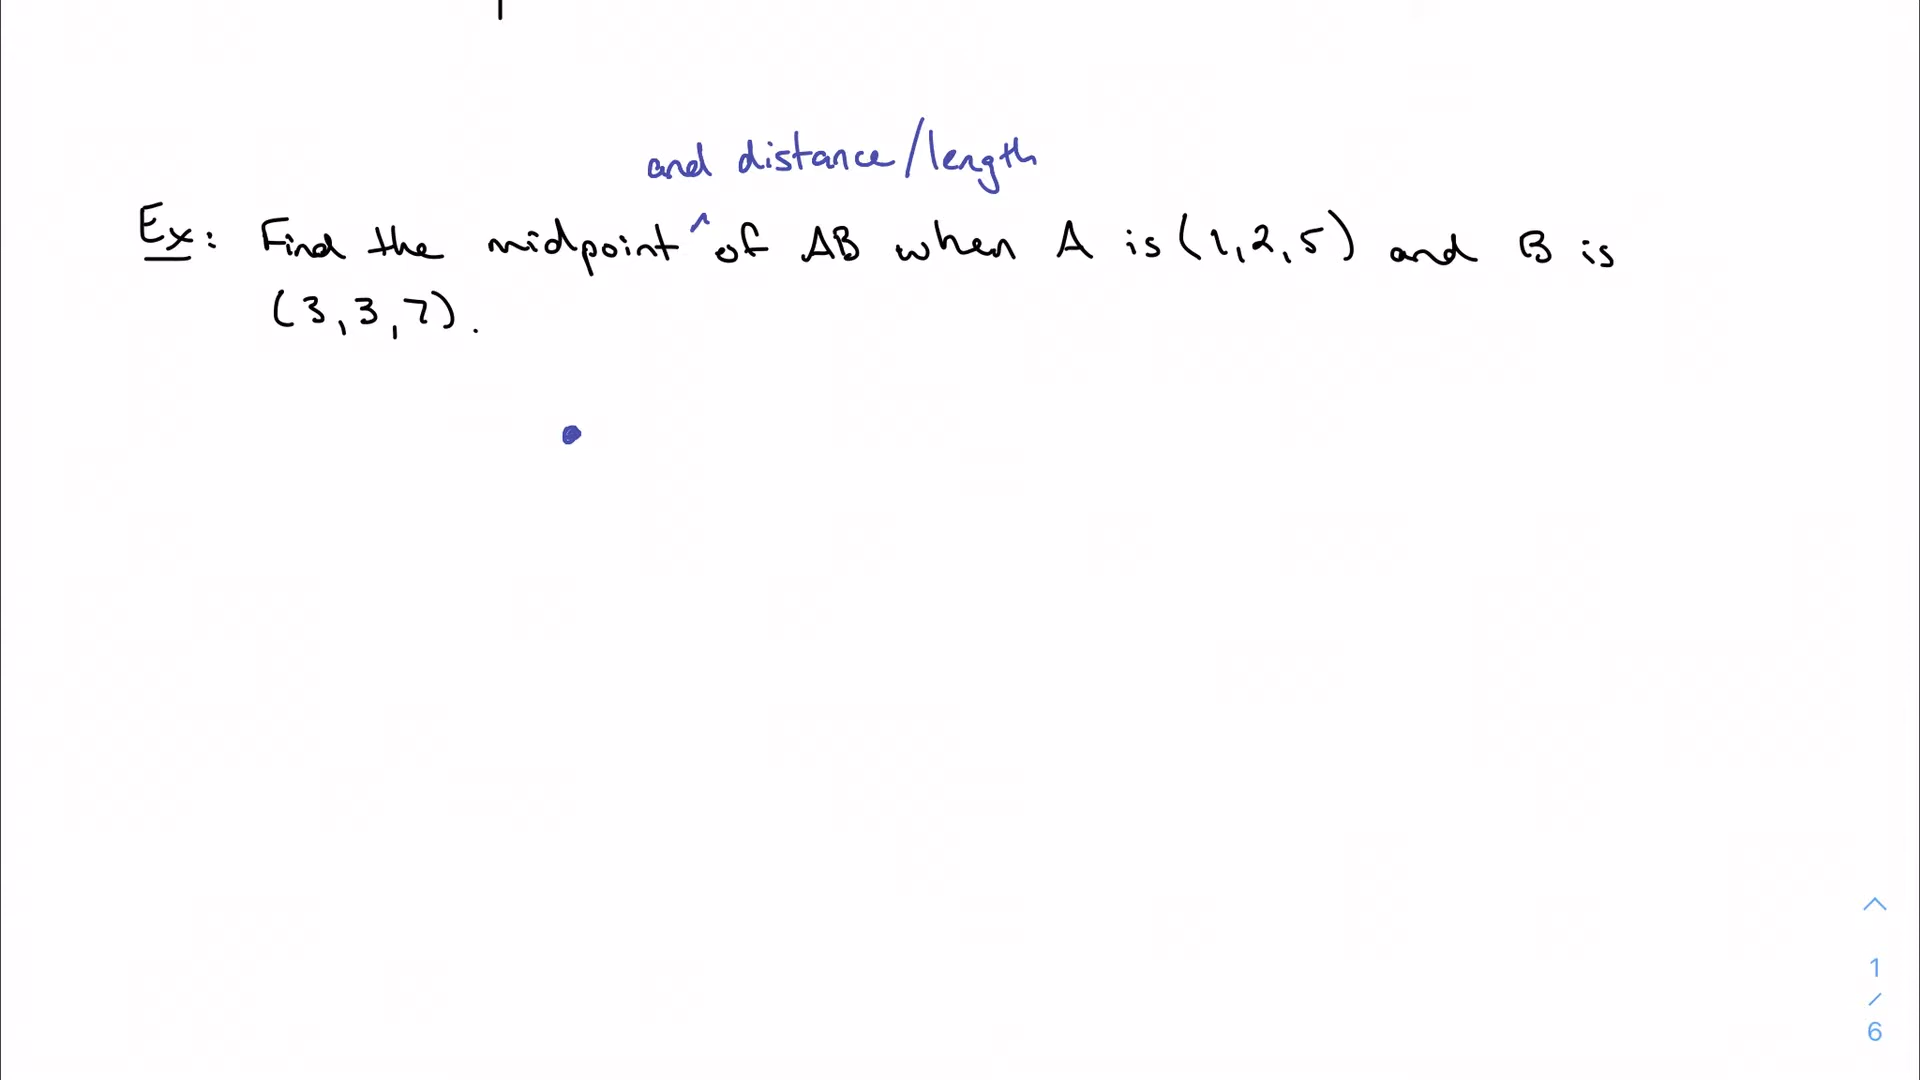 and distance/length
Ex: Find the midpoint ^ of AB when A is (1,2,5) and B is
(3,3,7).
1
/
6